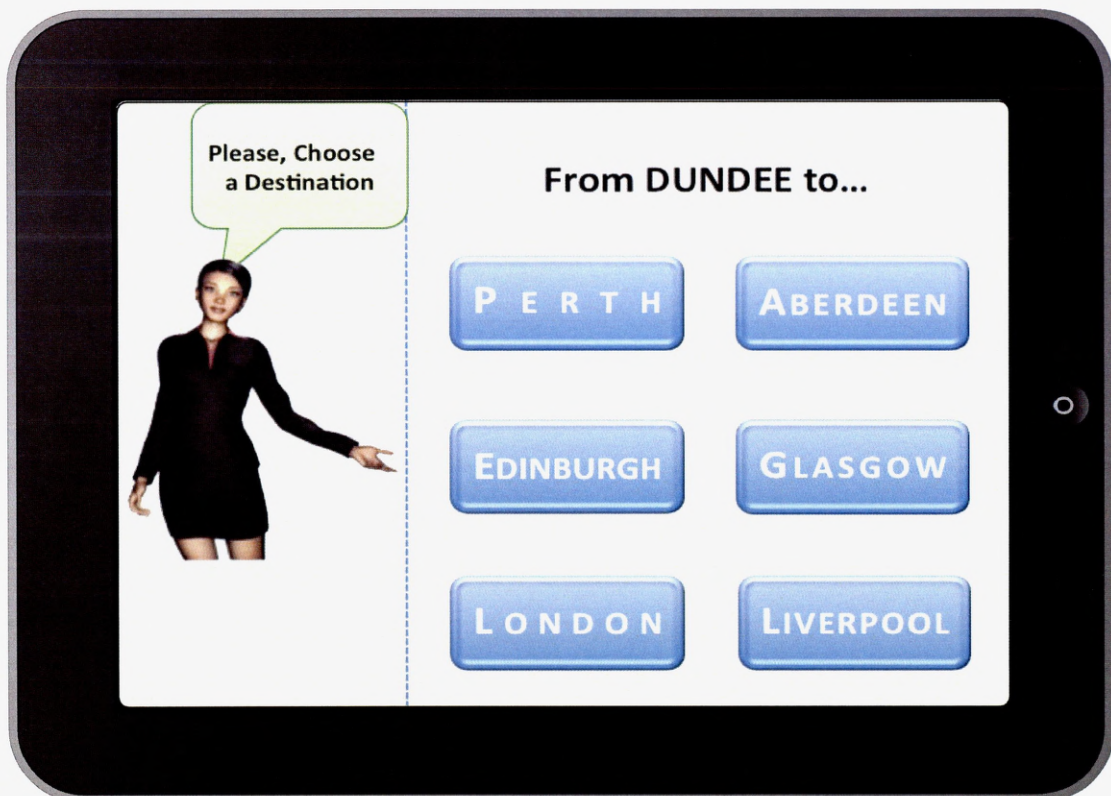 Please, Choose
a Destination
From DUNDEE to...
PERTH
ABERDEEN
EDINBURGH
GLASGOW
LONDON
LIVERPOOL